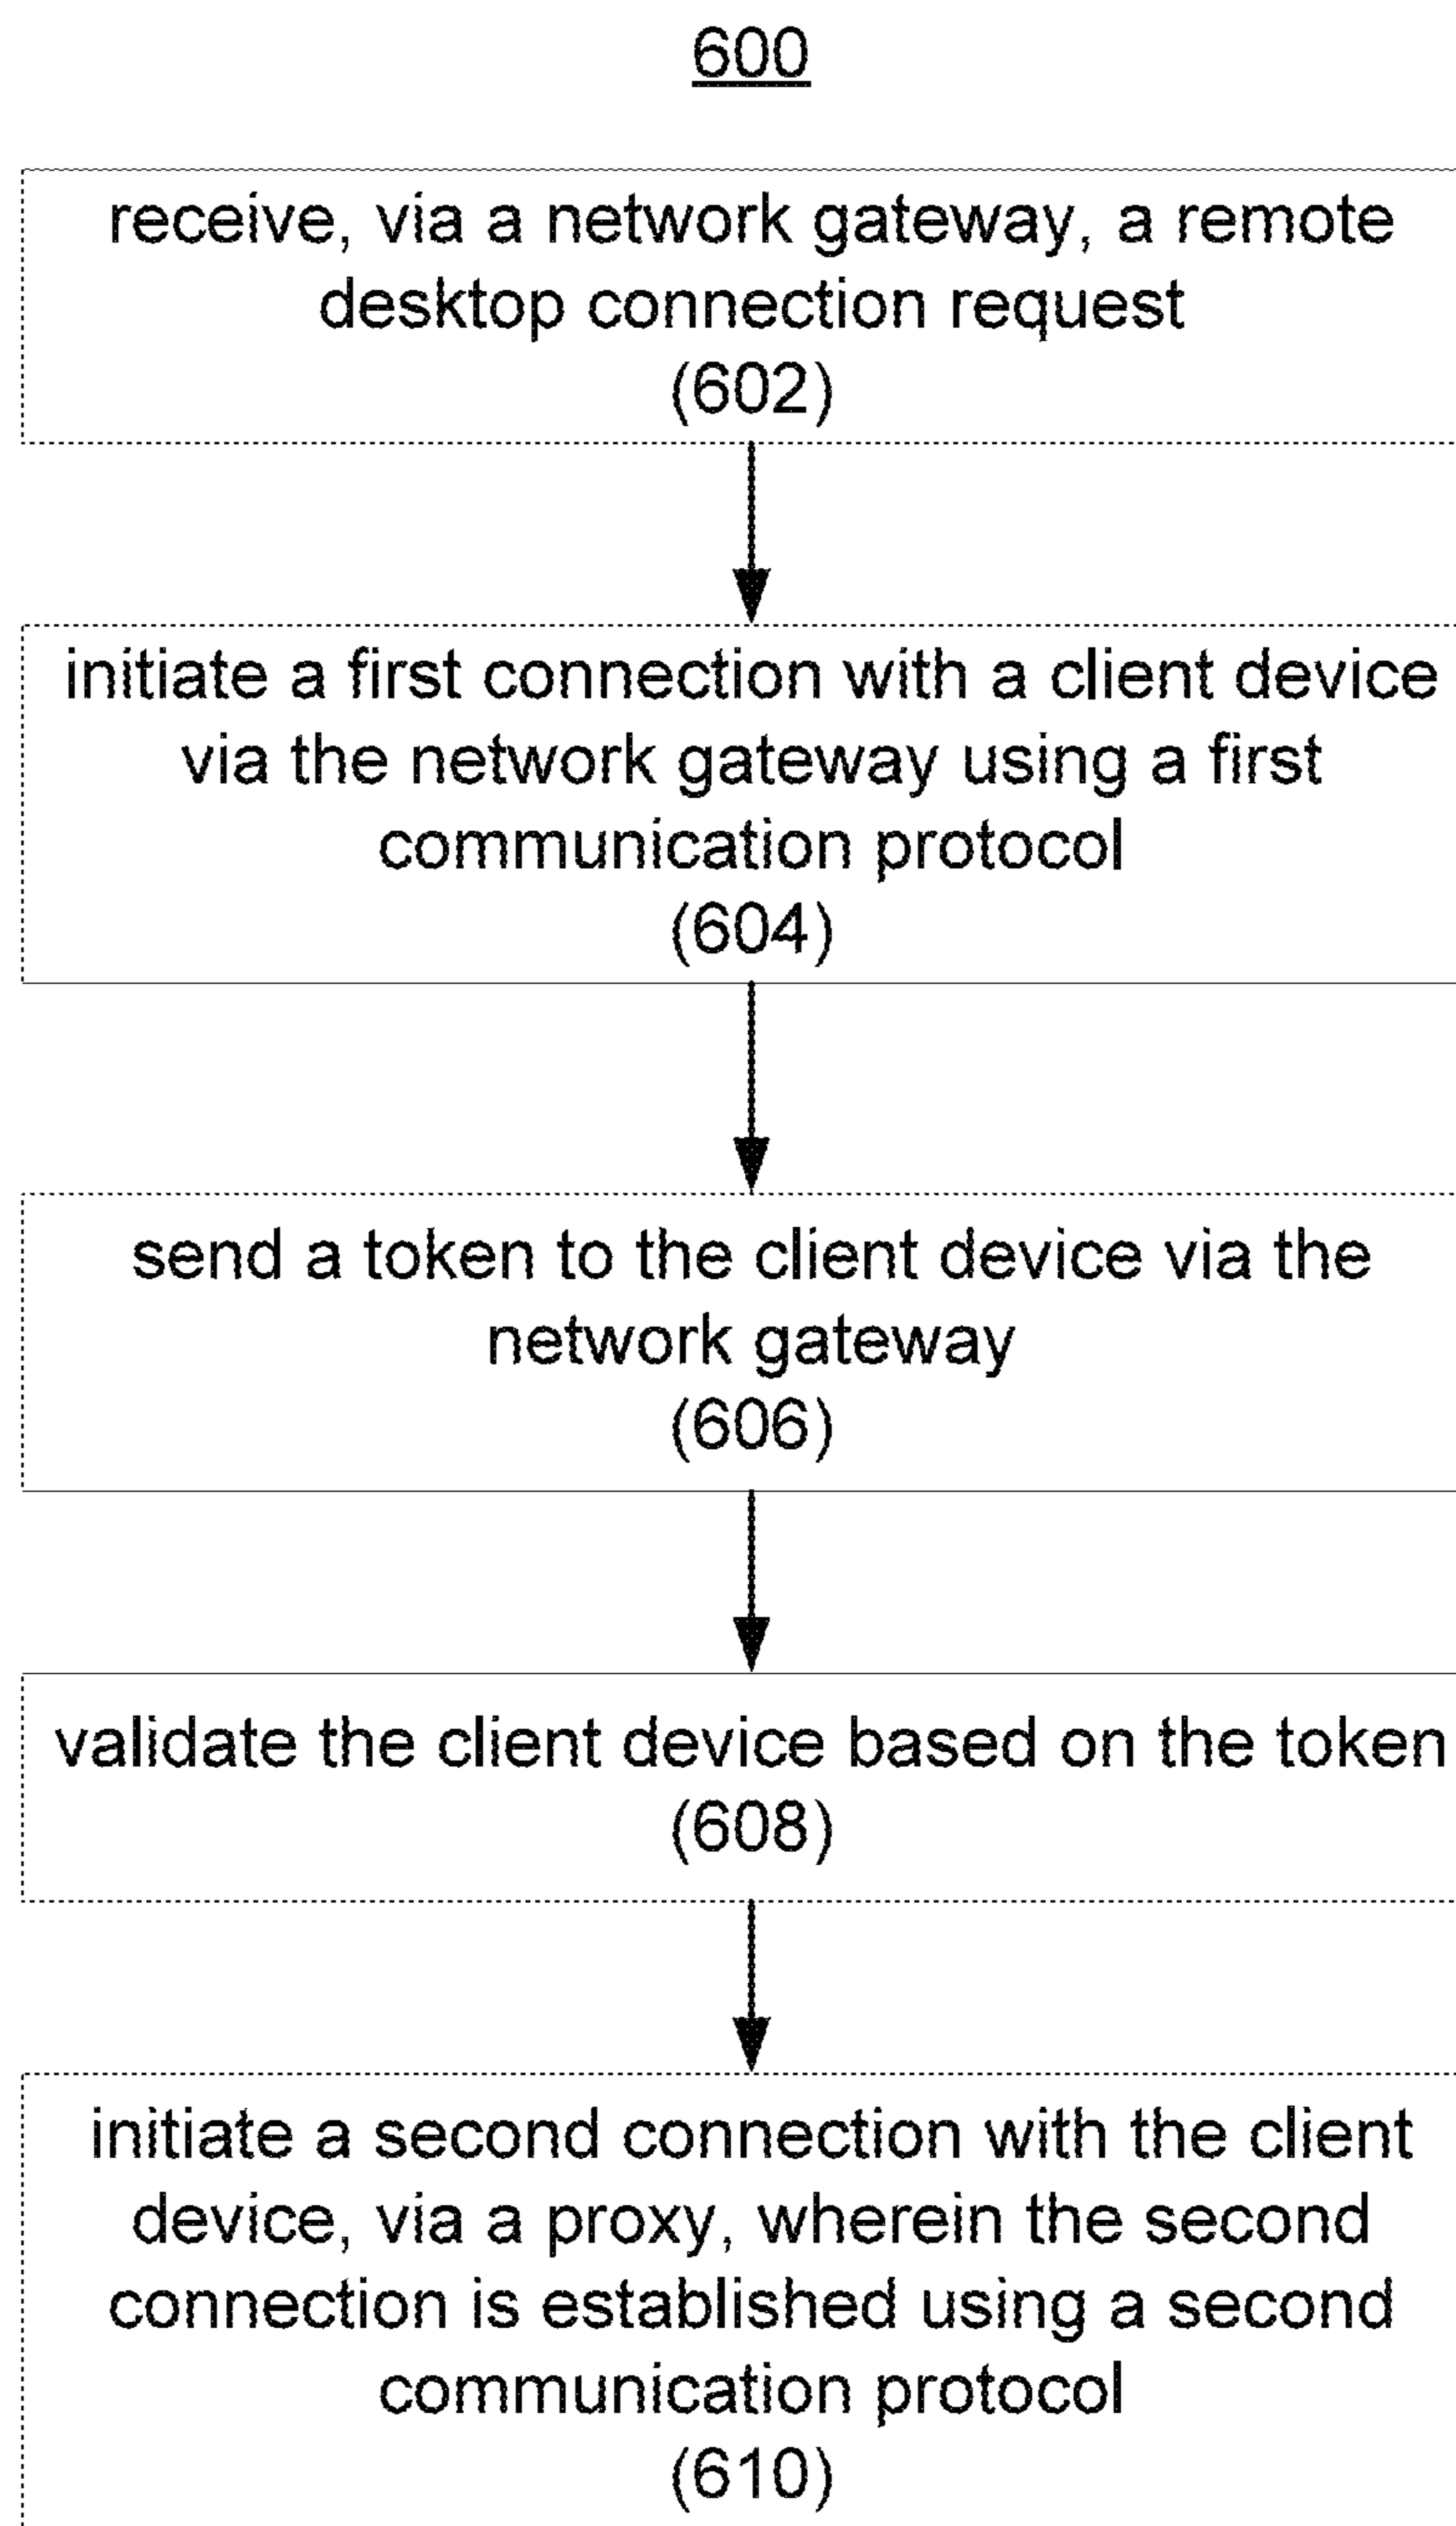 600
receive, via a network gateway, a remote
desktop connection request
(602)
initiate a first connection with a client device
via the network gateway using a first
communication protocol
(604)
send a token to the client device via the
network gateway
(606)
validate the client device based on the token
(608)
initiate a second connection with the client
device, via a proxy, wherein the second
connection is established using a second
communication protocol
(610)